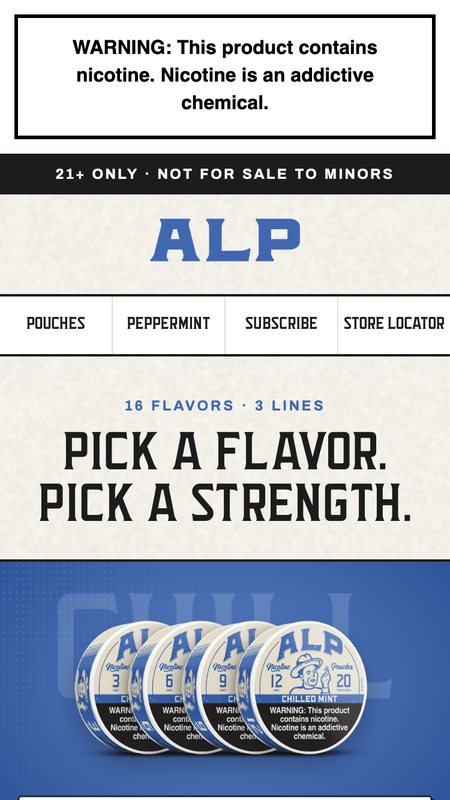 WARNING: This product contains
nicotine. Nicotine is an addictive
chemical.
21+ ONLY · NOT FOR SALE TO MINORS
ALP
POUCHES
PEPPERMINT
SUBSCRIBE
STORE LOCATOR
16 FLAVORS · 3 LINES
PICK A FLAVOR.
PICK A STRENGTH.
CHILL
3
6
9
ALP
Nicotine Pouches
12 20
CHILLED MINT
WARNING: This product
contains nicotine.
Nicotine is an addictive
chemical.